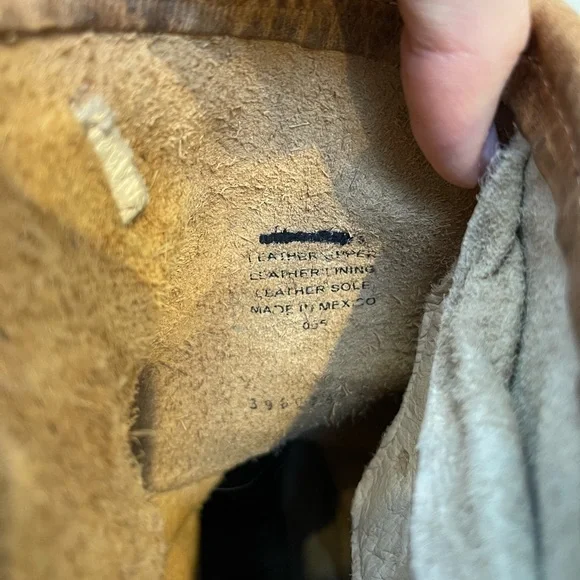 LEATHER UPPER
LEATHER LINING
LEATHER SOLE
MADE IN MEXICO